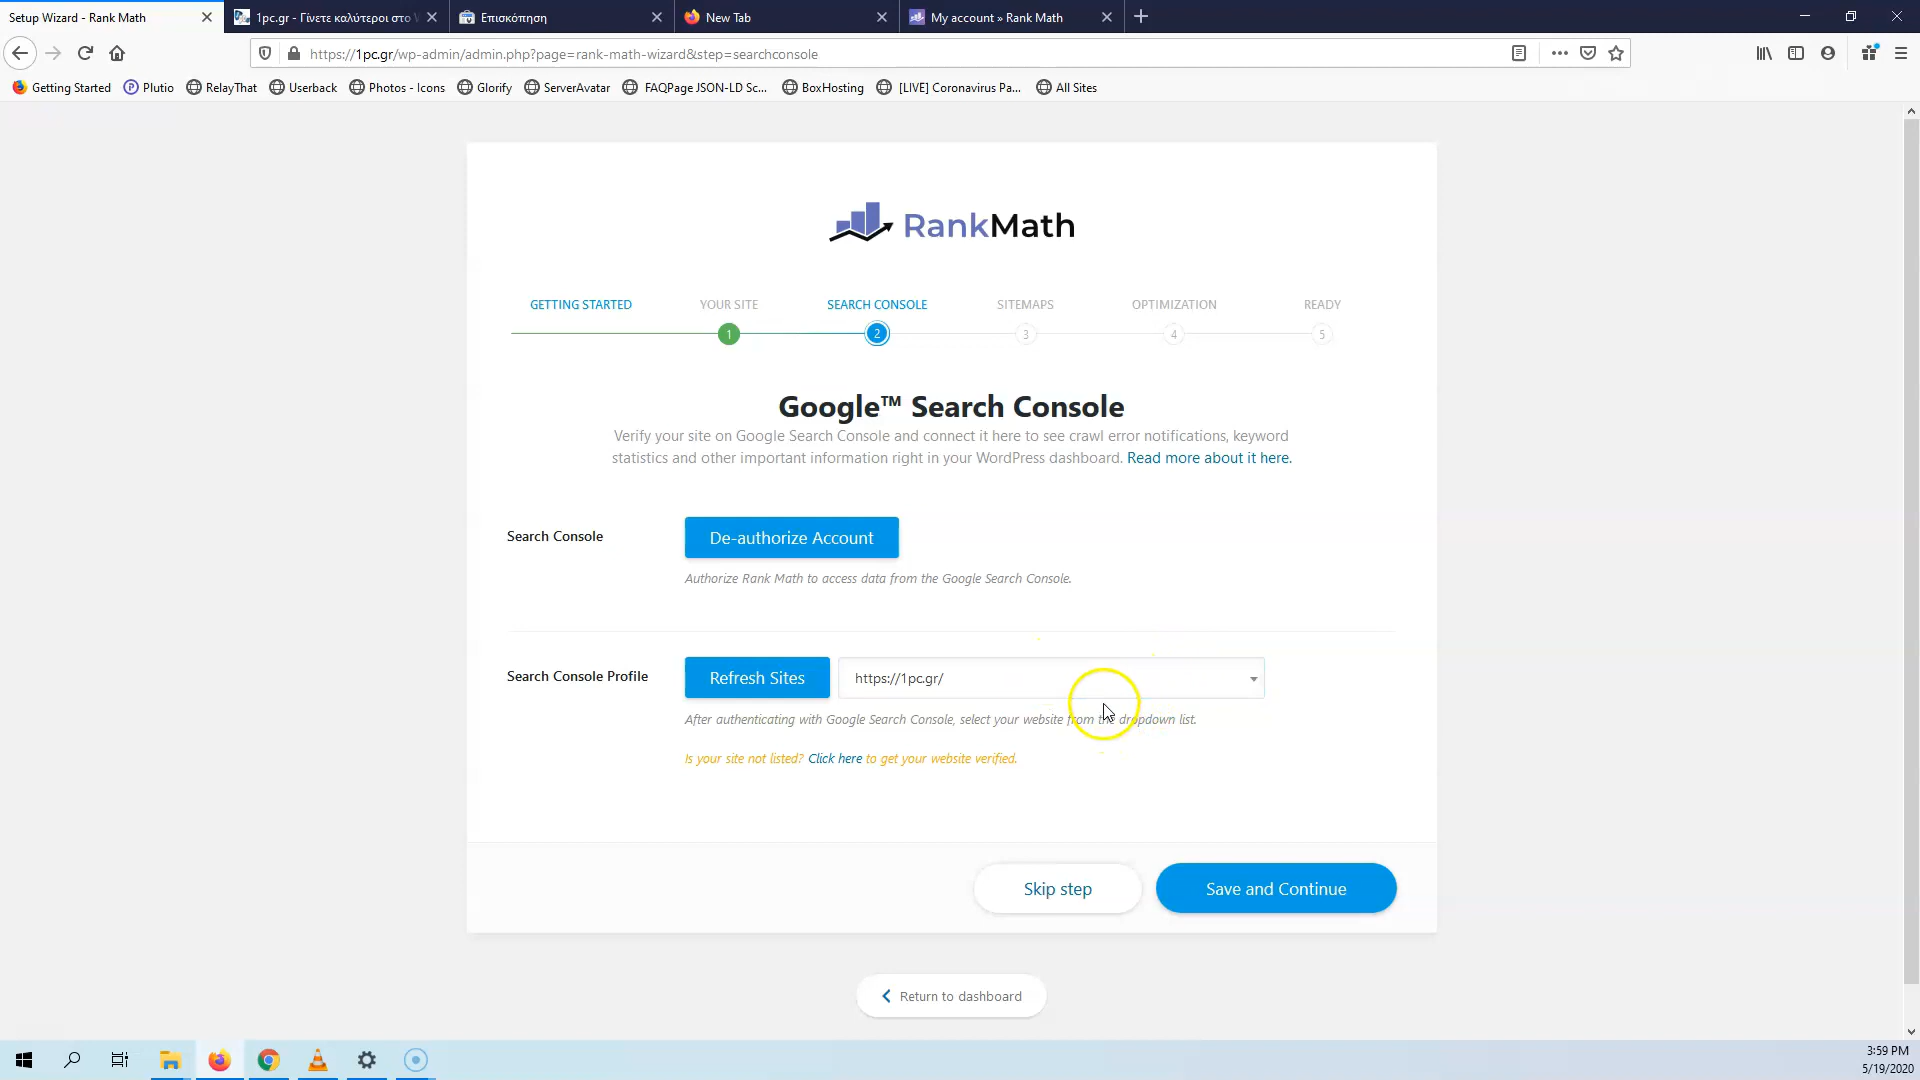 Setup Wizard - Rank Math
1pc.gr - Γίνετε καλύτεροι στο
Επισκόπηση
New Tab
My account » Rank Math
https://1pc.gr/wp-admin/admin.php?page=rank-math-wizard&step=searchconsole
Getting Started
Plutio
RelayThat
Userback
Photos - Icons
Glorify
ServerAvatar
FAQPage JSON-LD Sc...
BoxHosting
[LIVE] Coronavirus Pa...
All Sites
RankMath
GETTING STARTED
YOUR SITE
SEARCH CONSOLE
SITEMAPS
OPTIMIZATION
READY
1
2
3
4
5
Google™ Search Console
Verify your site on Google Search Console and connect it here to see crawl error notifications, keyword
statistics and other important information right in your WordPress dashboard. Read more about it here.
Search Console
De-authorize Account
Authorize Rank Math to access data from the Google Search Console.
Search Console Profile
Refresh Sites
https://1pc.gr/
After authenticating with Google Search Console, select your website from the dropdown list.
Is your site not listed? Click here to get your website verified.
Skip step
Save and Continue
Return to dashboard
3:59 PM
5/19/2020